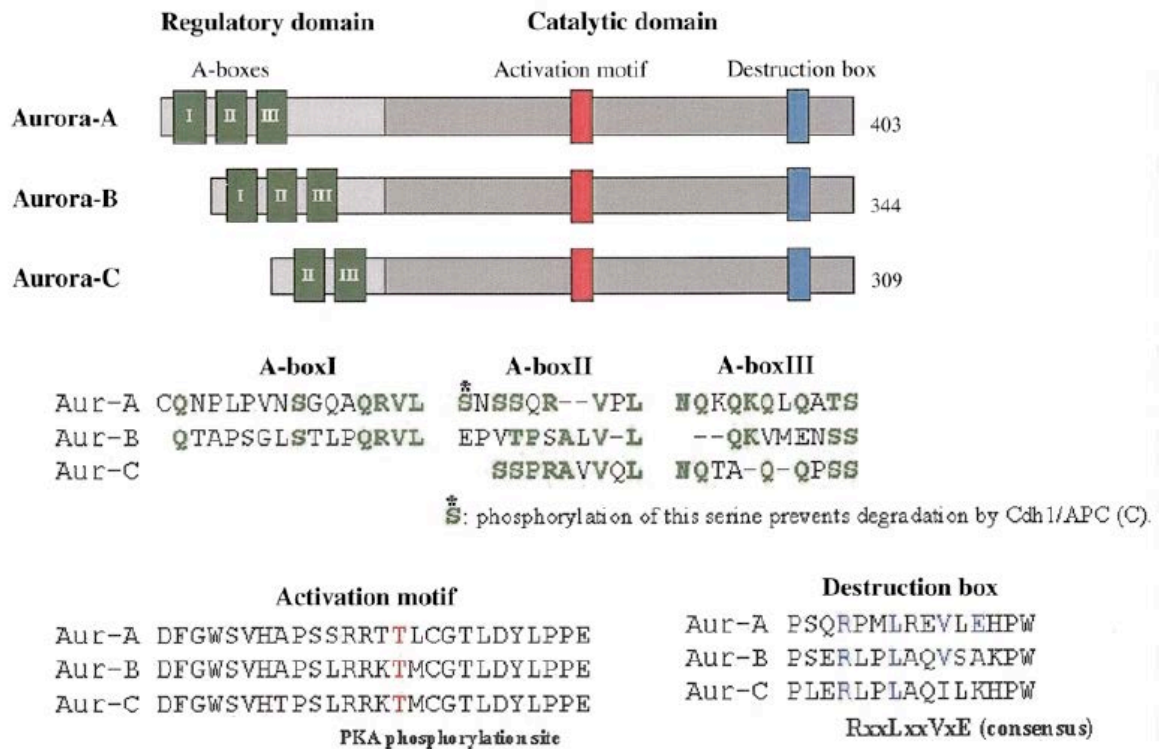 Regulatory domain Catalytic domain
A-boxes Activation motif Destruction box
Aurora-A I II III 403
Aurora-B I II III 344
Aurora-C II III 309
A-boxI A-boxII A-boxIII
*
Aur-A CQNPLPVNSGQAQRVL SNSSQR--VPL NQKQKQLQATS
Aur-B QTAPSGLSTLPQRVL EPVTPSALV-L --QKVMENSS
Aur-C SSPRAVVQL NQTA-Q-QPSS
*
S: phosphorylation of this serine prevents degradation by Cdh1/APC (C).
Activation motif Destruction box
Aur-A DFGWSVHAPSSRRTTLCGTLDYLPPE PSQRPMLREVLEHPW
Aur-B DFGWSVHAPSLRRKTMCGTLDYLPPE PSERLPLAQVSAKPW
Aur-C DFGWSVHTPSLRRKTMCGTLDYLPPE PLERLPLAQILKHPW
PKA phosphorylation site RxxLxxVxE (consensus)